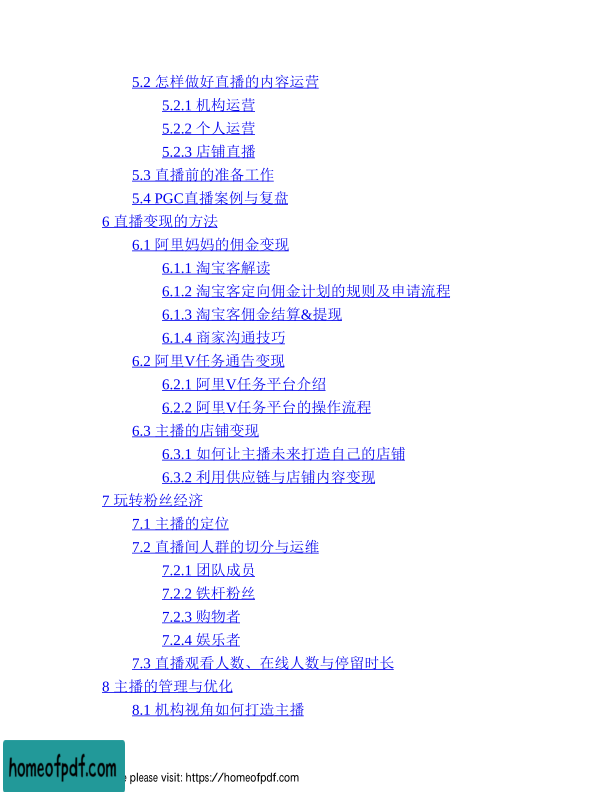 5.2 怎样做好直播的内容运营
5.2.1 机构运营
5.2.2 个人运营
5.2.3 店铺直播
5.3 直播前的准备工作
5.4 PGC直播案例与复盘
6 直播变现的方法
6.1 阿里妈妈的佣金变现
6.1.1 淘宝客解读
6.1.2 淘宝客定向佣金计划的规则及申请流程
6.1.3 淘宝客佣金结算&提现
6.1.4 商家沟通技巧
6.2 阿里V任务通告变现
6.2.1 阿里V任务平台介绍
6.2.2 阿里V任务平台的操作流程
6.3 主播的店铺变现
6.3.1 如何让主播未来打造自己的店铺
6.3.2 利用供应链与店铺内容变现
7 玩转粉丝经济
7.1 主播的定位
7.2 直播间人群的切分与运维
7.2.1 团队成员
7.2.2 铁杆粉丝
7.2.3 购物者
7.2.4 娱乐者
7.3 直播观看人数、在线人数与停留时长
8 主播的管理与优化
8.1 机构视角如何打造主播
homeofpdf.com
please visit: https://homeofpdf.com